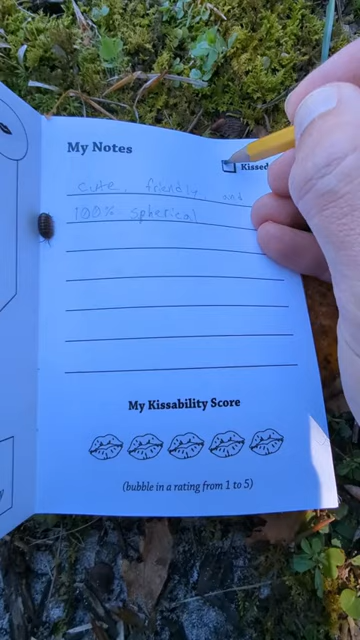 My Notes
Kissed
cute, friendly and
100% spherical
My Kissability Score
(bubble in a rating from 1 to 5)